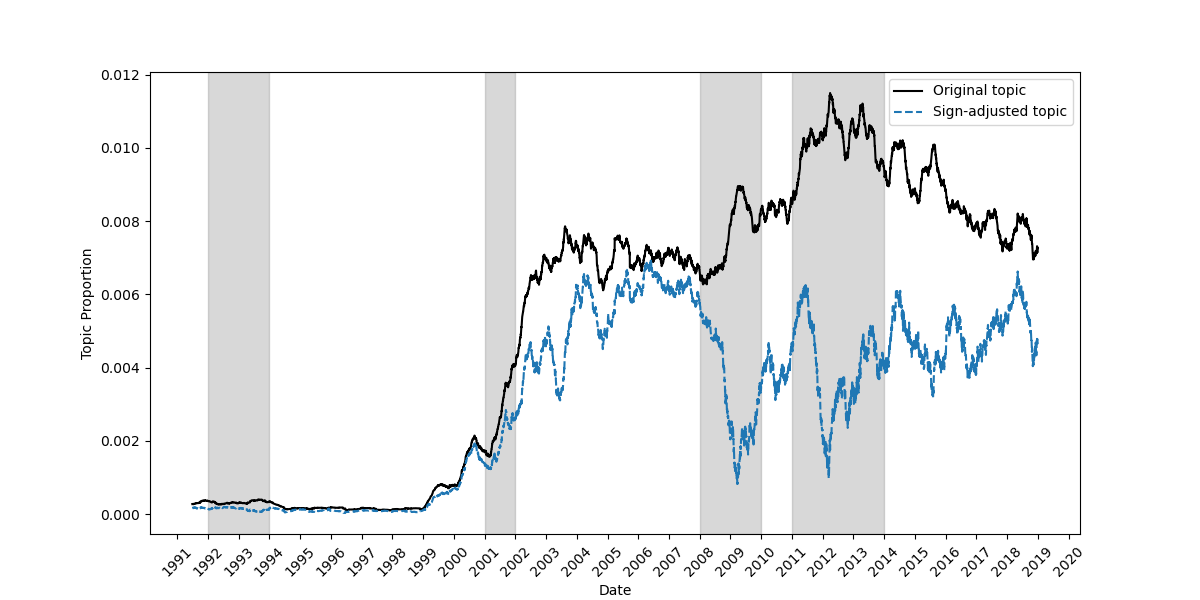 0.012
0.010
0.008
0.006
0.004
0.002
0.000
Topic Proportion
Original topic
Sign-adjusted topic
1991 1992 1993 1994 1995 1996 1997 1998 1999 2000 2001 2002 2003 2004 2005 2006 2007 2008 2009 2010 2011 2012 2013 2014 2015 2016 2017 2018 2019 2020
Date